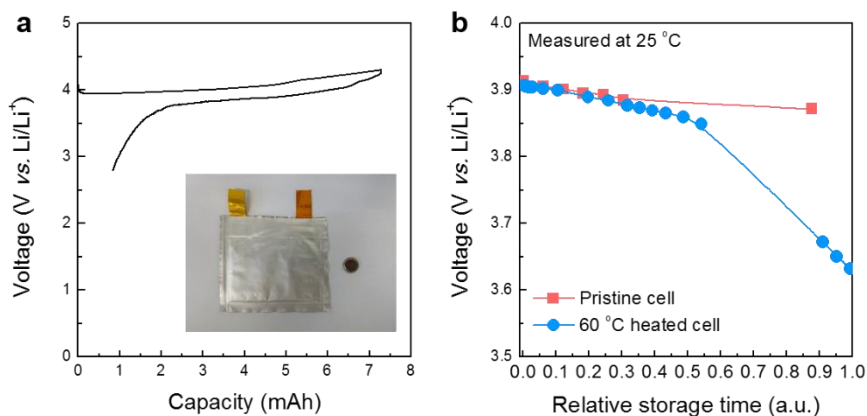 a
5
4
3
2
1
0
Voltage (V vs. Li/Li⁺)
0 1 2 3 4 5 6 7 8
Capacity (mAh)
b
Measured at 25 °C
4.0
3.9
3.8
3.7
3.6
3.5
Voltage (V vs. Li/Li⁺)
Pristine cell
60 °C heated cell
0.0 0.1 0.2 0.3 0.4 0.5 0.6 0.7 0.8 0.9 1.0
Relative storage time (a.u.)